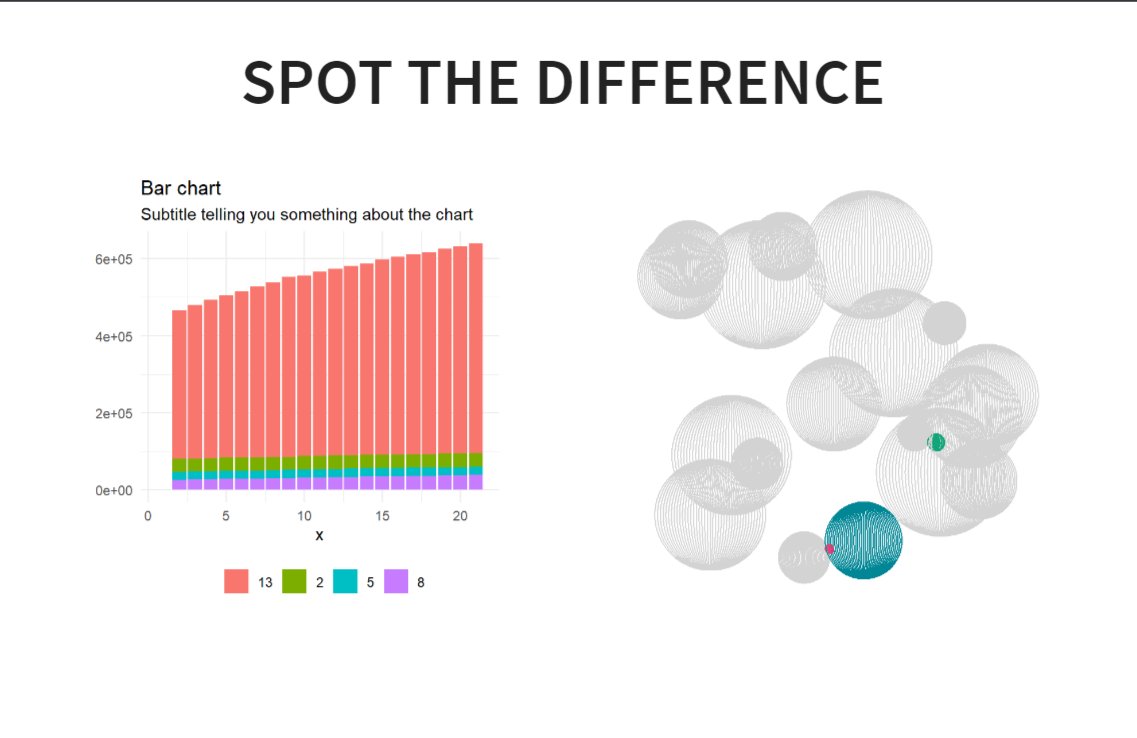 SPOT THE DIFFERENCE
Bar chart
Subtitle telling you something about the chart
6e+05
4e+05
2e+05
0e+00
0 5 10 15 20
x
13 2 5 8